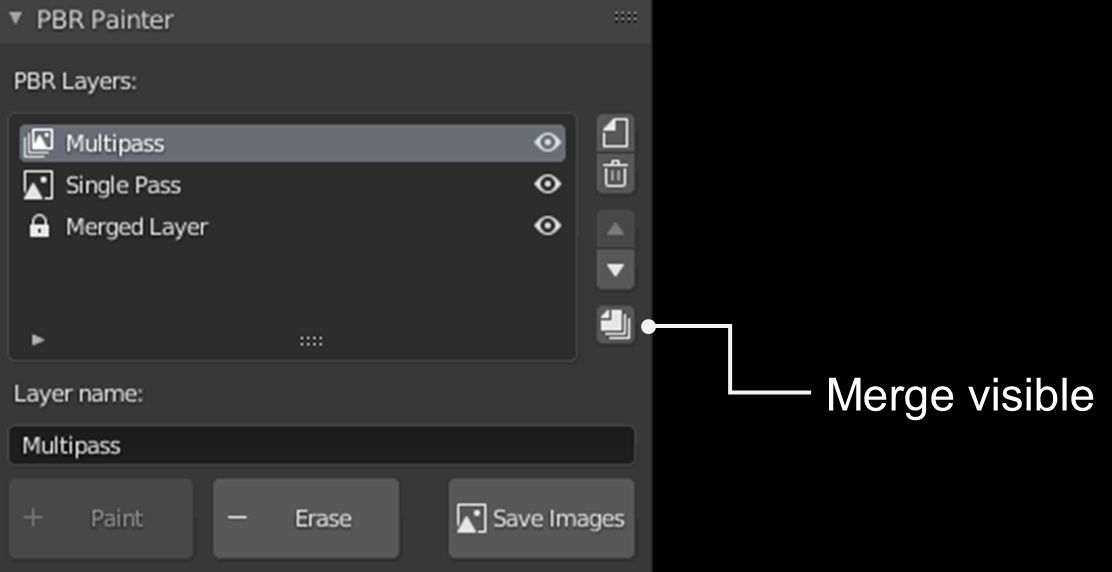 PBR Painter
PBR Layers:
Multipass
Single Pass
Merged Layer
Merge visible
Layer name:
Multipass
Paint
Erase
Save Images